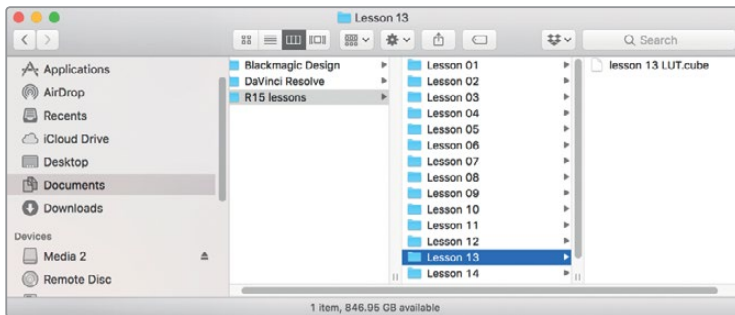 Lesson 13
Search
Applications
AirDrop
Recents
iCloud Drive
Desktop
Documents
Downloads
Devices
Media 2
Remote Disc
Blackmagic Design
DaVinci Resolve
R15 lessons
Lesson 01
Lesson 02
Lesson 03
Lesson 04
Lesson 05
Lesson 06
Lesson 07
Lesson 08
Lesson 09
Lesson 10
Lesson 11
Lesson 12
Lesson 13
Lesson 14
lesson 13 LUT.cube
1 item, 846.95 GB available